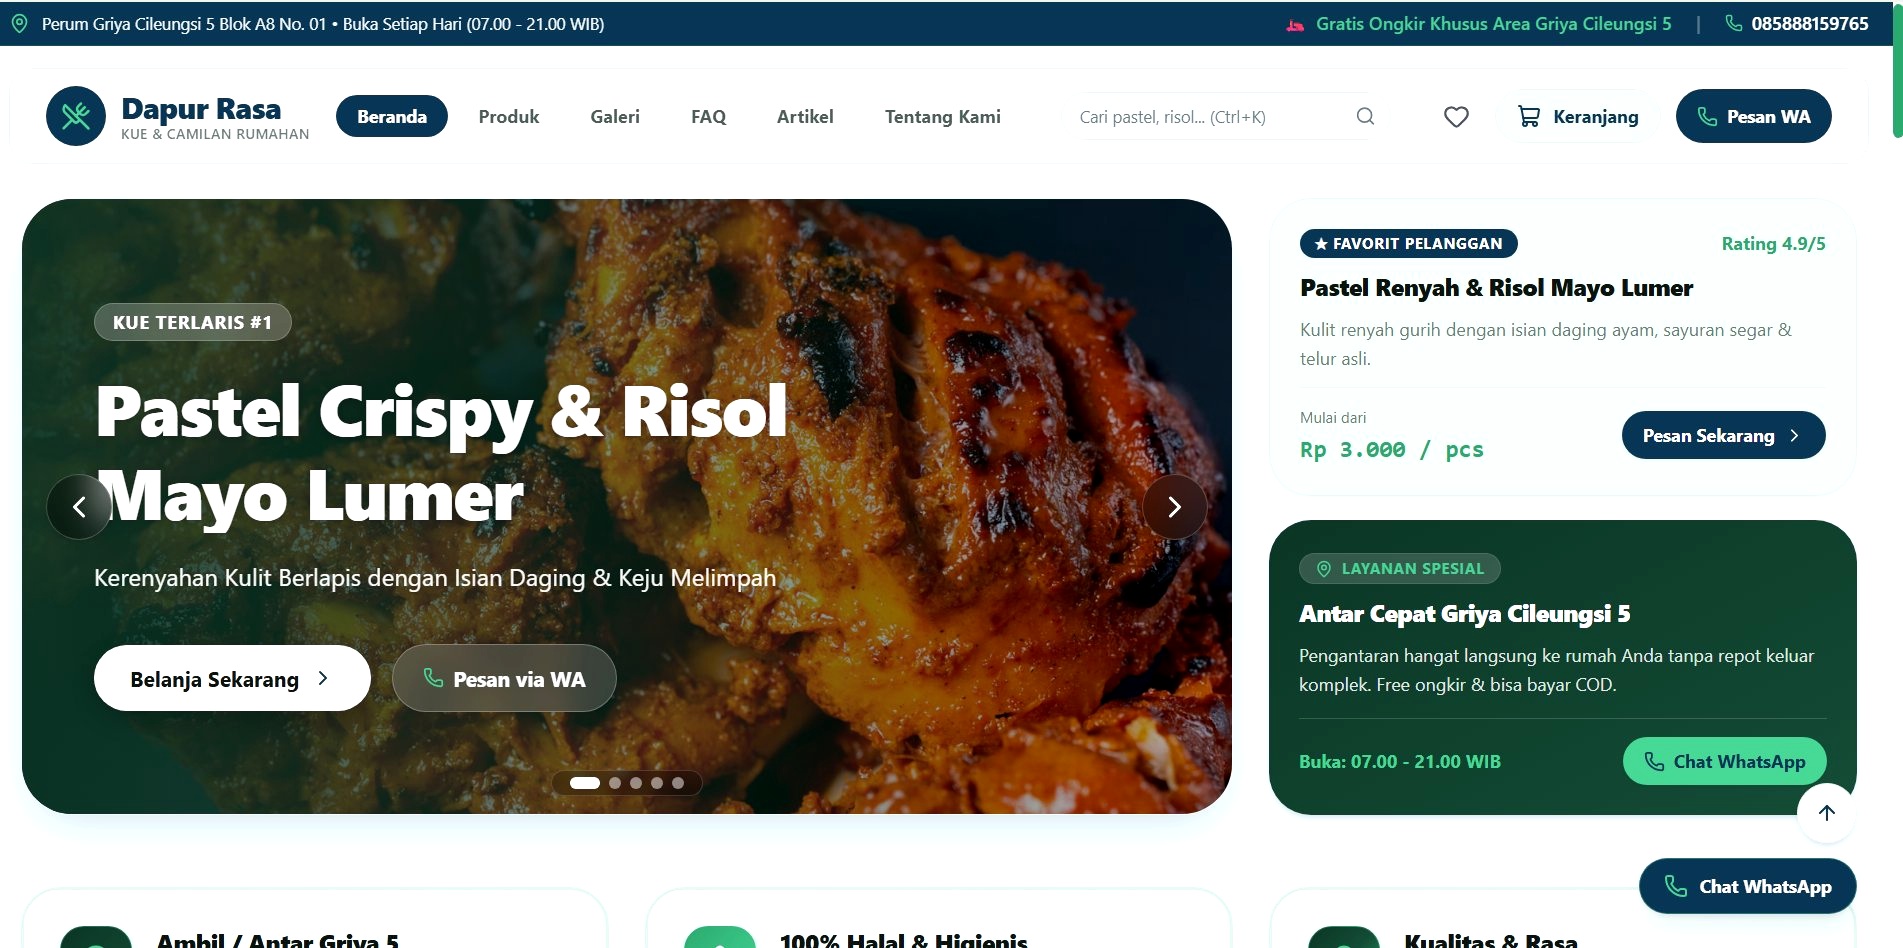 Perum Griya Cileungsi 5 Blok A8 No. 01 • Buka Setiap Hari (07.00 - 21.00 WIB)
Gratis Ongkir Khusus Area Griya Cileungsi 5 | 085888159765
Dapur Rasa
KUE & CAMILAN RUMAHAN
Beranda Produk Galeri FAQ Artikel Tentang Kami
Cari pastel, risol... (Ctrl+K)
Keranjang
Pesan WA
KUE TERLARIS #1
Pastel Crispy & Risol
Mayo Lumer
Kerenyahan Kulit Berlapis dengan Isian Daging & Keju Melimpah
Belanja Sekarang
Pesan via WA
★ FAVORIT PELANGGAN
Rating 4.9/5
Pastel Renyah & Risol Mayo Lumer
Kulit renyah gurih dengan isian daging ayam, sayuran segar &
telur asli.
Mulai dari
Rp 3.000 / pcs
Pesan Sekarang
LAYANAN SPESIAL
Antar Cepat Griya Cileungsi 5
Pengantaran hangat langsung ke rumah Anda tanpa repot keluar
komplek. Free ongkir & bisa bayar COD.
Buka: 07.00 - 21.00 WIB
Chat WhatsApp
Chat WhatsApp
Ambil / Antar Griya 5
100% Halal & Higienis
Kualitas & Rasa